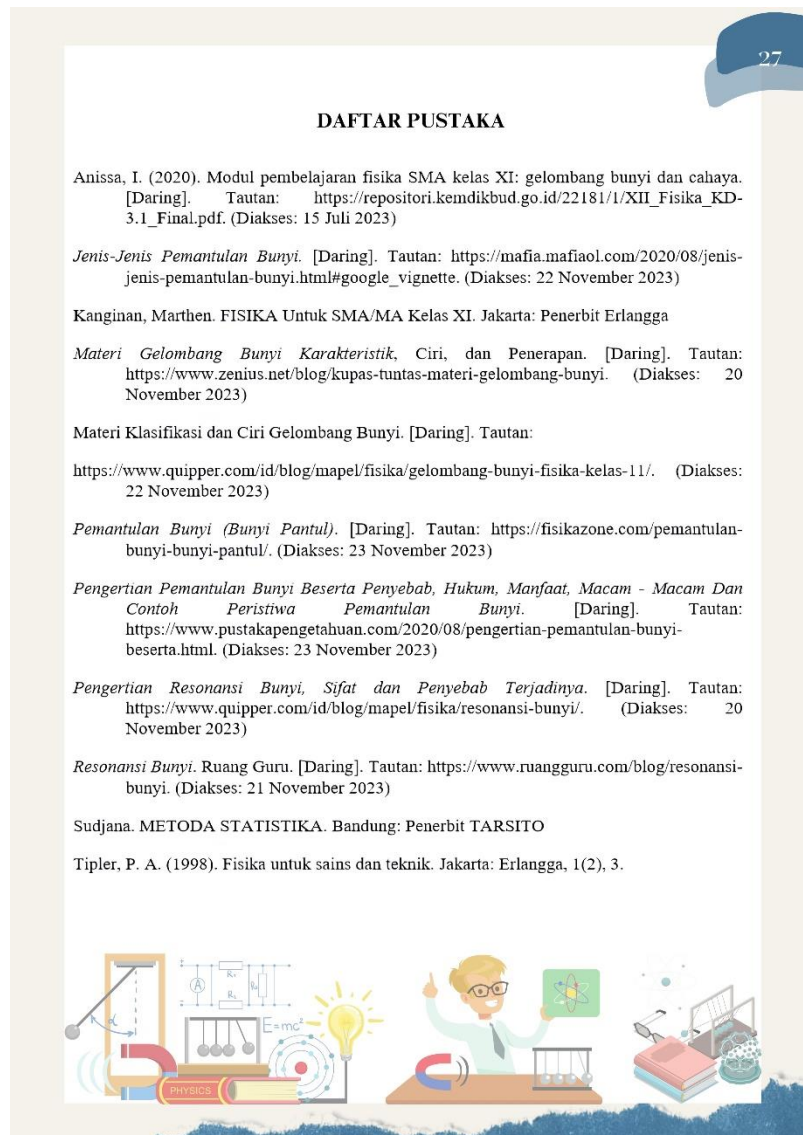 27
DAFTAR PUSTAKA
Anissa, I. (2020). Modul pembelajaran fisika SMA kelas XI: gelombang bunyi dan cahaya.
[Daring]. Tautan: https://repositori.kemdikbud.go.id/22181/1/XII_Fisika_KD-
3.1_Final.pdf. (Diakses: 15 Juli 2023)
Jenis-Jenis Pemantulan Bunyi. [Daring]. Tautan: https://mafia.mafiaol.com/2020/08/jenis-
jenis-pemantulan-bunyi.html#google_vignette. (Diakses: 22 November 2023)
Kanginan, Marthen. FISIKA Untuk SMA/MA Kelas XI. Jakarta: Penerbit Erlangga
Materi Gelombang Bunyi Karakteristik, Ciri, dan Penerapan. [Daring]. Tautan:
https://www.zenius.net/blog/kupas-tuntas-materi-gelombang-bunyi. (Diakses: 20
November 2023)
Materi Klasifikasi dan Ciri Gelombang Bunyi. [Daring]. Tautan:
https://www.quipper.com/id/blog/mapel/fisika/gelombang-bunyi-fisika-kelas-11/. (Diakses:
22 November 2023)
Pemantulan Bunyi (Bunyi Pantul). [Daring]. Tautan: https://fisikazone.com/pemantulan-
bunyi-bunyi-pantul/. (Diakses: 23 November 2023)
Pengertian Pemantulan Bunyi Beserta Penyebab, Hukum, Manfaat, Macam - Macam Dan
Contoh Peristiwa Pemantulan Bunyi. [Daring]. Tautan:
https://www.pustakapengetahuan.com/2020/08/pengertian-pemantulan-bunyi-
beserta.html. (Diakses: 23 November 2023)
Pengertian Resonansi Bunyi, Sifat dan Penyebab Terjadinya. [Daring]. Tautan:
https://www.quipper.com/id/blog/mapel/fisika/resonansi-bunyi/. (Diakses: 20
November 2023)
Resonansi Bunyi. Ruang Guru. [Daring]. Tautan: https://www.ruangguru.com/blog/resonansi-
bunyi. (Diakses: 21 November 2023)
Sudjana. METODA STATISTIKA. Bandung: Penerbit TARSITO
Tipler, P. A. (1998). Fisika untuk sains dan teknik. Jakarta: Erlangga, 1(2), 3.
A
α
E=mc²
PHYSICS